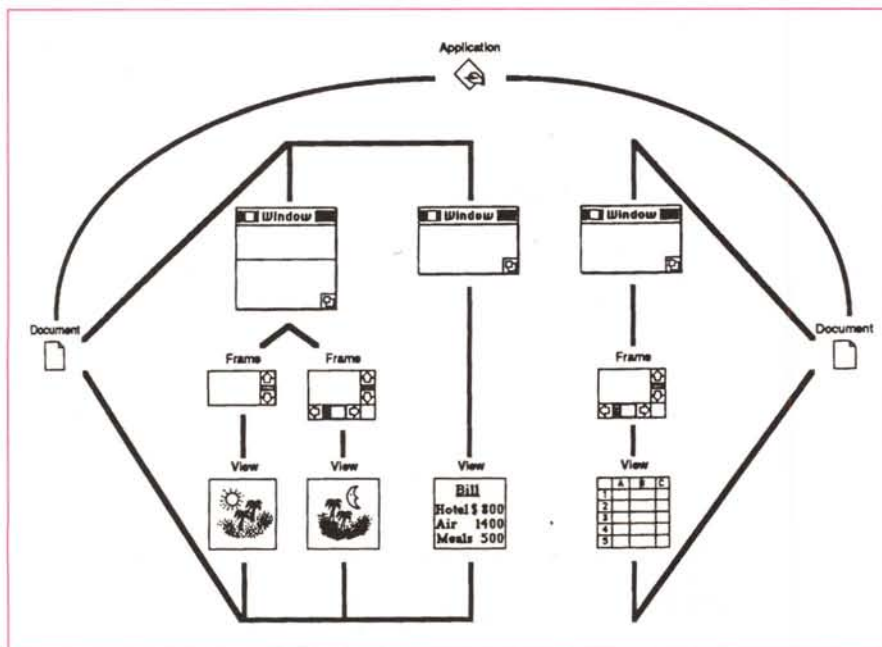 Application
Window
Window
Window
Document
Document
Frame
Frame
Frame
View
View
View
View
Bill
Hotel $ 800
Air 1400
Meals 500
A B C
1
2
3
4
5